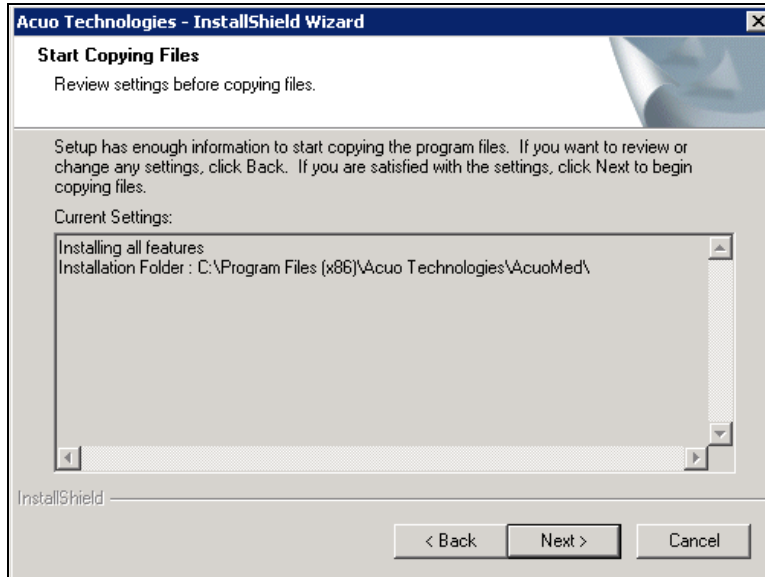 Acuo Technologies - InstallShield Wizard
Start Copying Files
Review settings before copying files.
Setup has enough information to start copying the program files. If you want to review or
change any settings, click Back. If you are satisfied with the settings, click Next to begin
copying files.
Current Settings:
Installing all features
Installation Folder : C:\Program Files (x86)\Acuo Technologies\AcuoMed\
InstallShield
< Back
Next >
Cancel